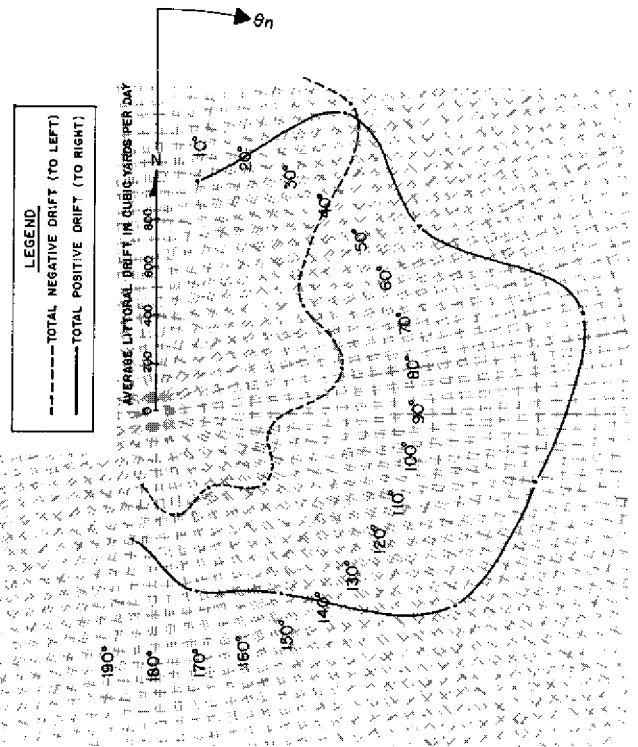 LEGEND
TOTAL NEGATIVE DRIFT (TO LEFT)
TOTAL POSITIVE DRIFT (TO RIGHT)
AVERAGE LITTORAL DRIFT IN CUBIC YARDS PER DAY
0 200 400 600 800
N
θn
10°
20°
30°
40°
50°
60°
70°
80°
90°
100°
110°
120°
130°
140°
150°
160°
170°
180°
190°